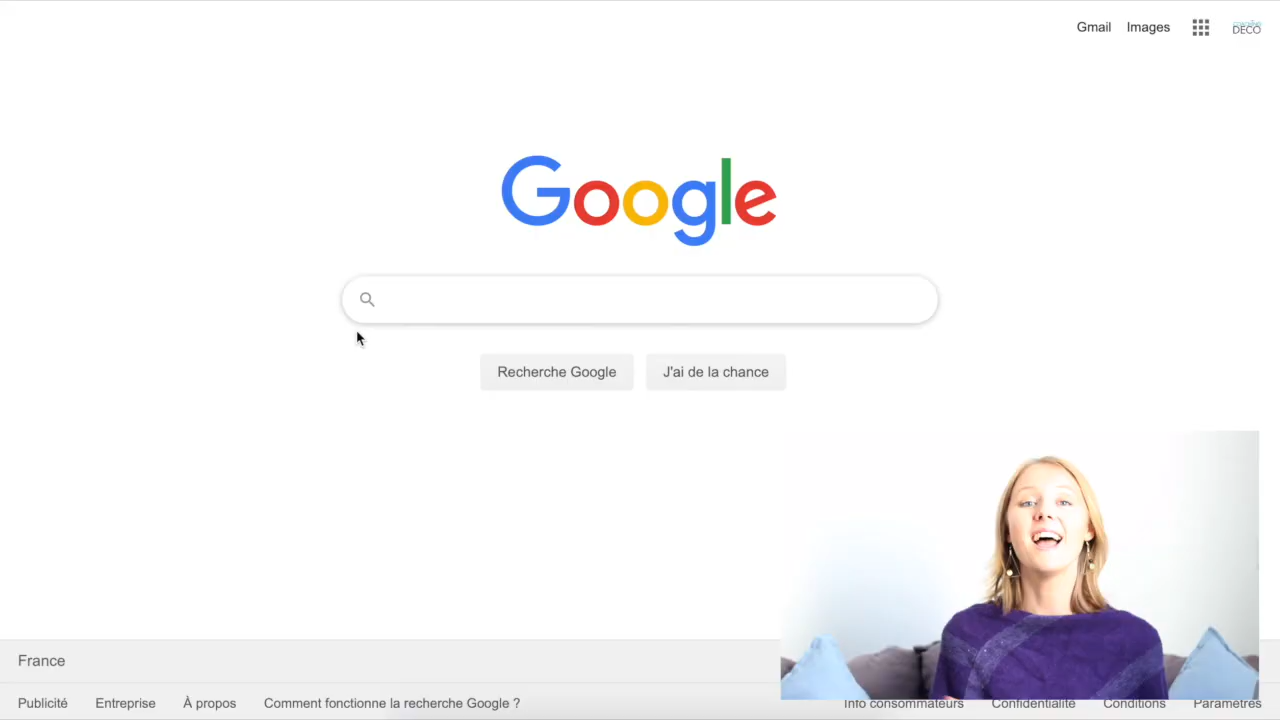 Gmail Images
DECO
Google
Recherche Google J'ai de la chance
France
Publicité Entreprise À propos Comment fonctionne la recherche Google ? Info consommateurs Confidentialité Conditions Paramètres